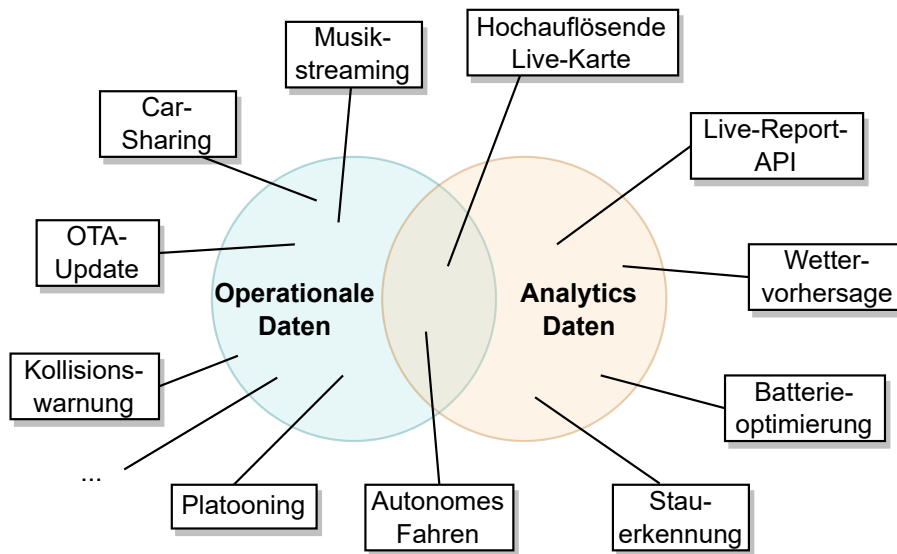 Musik-
streaming
Hochauflösende
Live-Karte
Car-
Sharing
Live-Report-
API
OTA-
Update
Wetter-
vorhersage
Operationale
Daten
Analytics
Daten
Kollisions-
warnung
Batterie-
optimierung
...
Platooning
Autonomes
Fahren
Stau-
erkennung